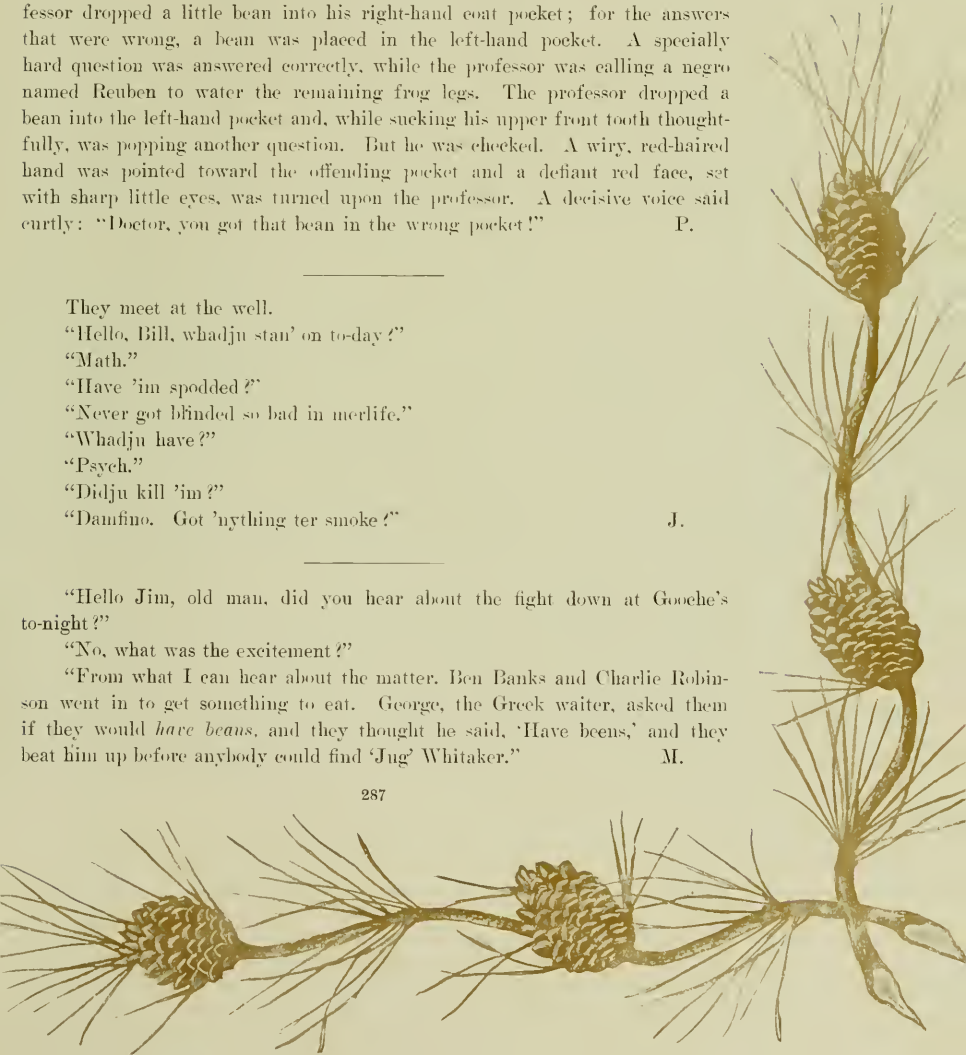 fessor dropped a little bean into his right-hand coat pocket; for the answers
that were wrong, a bean was placed in the left-hand pocket. A specially
hard question was answered correctly, while the professor was calling a negro
named Reuben to water the remaining frog legs. The professor dropped a
bean into the left-hand pocket and, while sucking his upper front tooth thought-
fully, was popping another question. But he was checked. A wiry, red-haired
hand was pointed toward the offending pocket and a defiant red face, set
with sharp little eyes, was turned upon the professor. A decisive voice said
curtly: "Doctor, you got that bean in the wrong pocket!" P.
They meet at the well.
"Hello, Bill, whadju stan' on to-day?"
"Math."
"Have 'im spodded?"
"Never got blinded so bad in merlife."
"Whadju have?"
"Psych."
"Didju kill 'im?"
"Damfino. Got 'nything ter smoke?" J.
"Hello Jim, old man, did you hear about the fight down at Gooche's
to-night?"
"No, what was the excitement?"
"From what I can hear about the matter. Ben Banks and Charlie Robin-
son went in to get something to eat. George, the Greek waiter, asked them
if they would have beans, and they thought he said, 'Have beens,' and they
beat him up before anybody could find 'Jug' Whitaker." M.
287